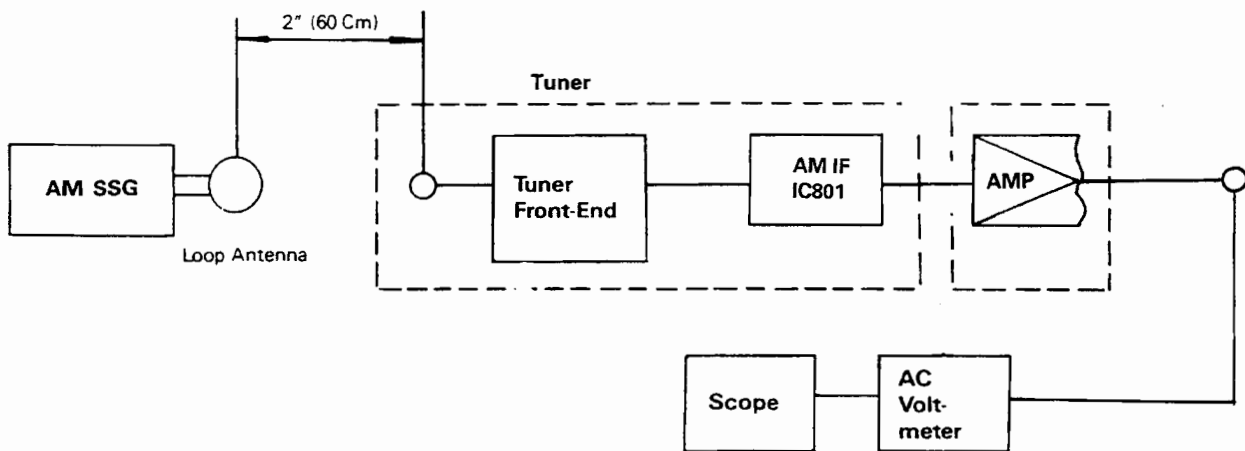 2" (60 Cm)
Tuner
AM SSG
Loop Antenna
Tuner
Front-End
AM IF
IC801
AMP
Scope
AC
Volt-
meter